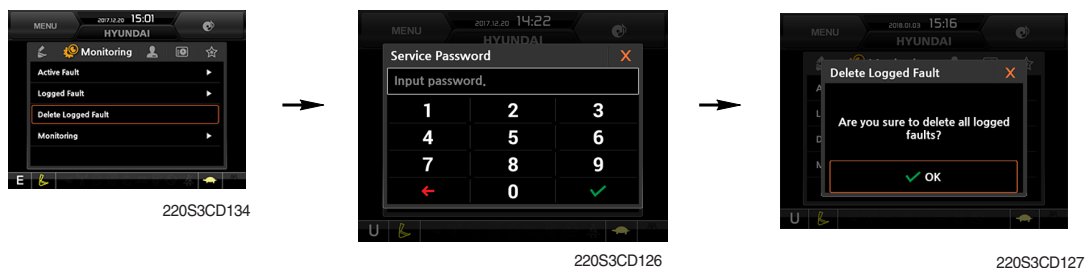 MENU
2017.12.20 15:01
HYUNDAI
Monitoring
Active Fault
Logged Fault
Delete Logged Fault
Monitoring
E
220S3CD134
MENU
2017.12.20 14:22
HYUNDAI
Service Password X
Input password.
1 2 3
4 5 6
7 8 9
0
U
220S3CD126
MENU
2018.01.03 15:16
HYUNDAI
Delete Logged Fault X
Are you sure to delete all logged
faults?
OK
U
220S3CD127